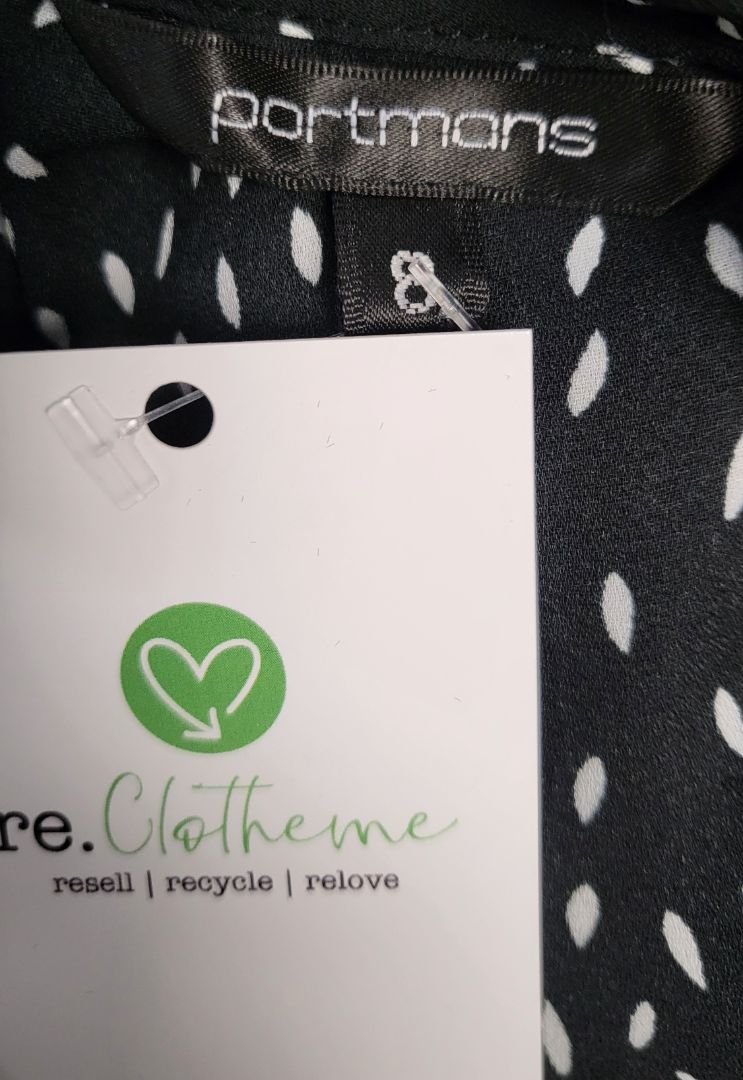 portmans
8
re.Clotheme
resell | recycle | relove